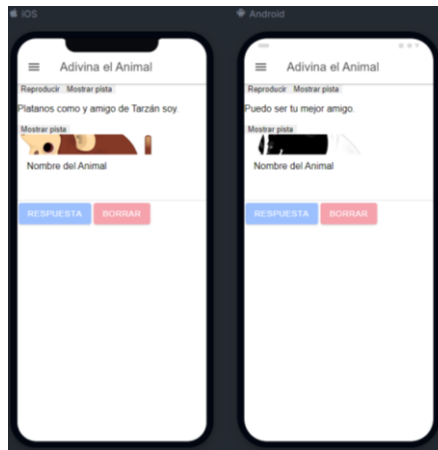 iOS
Adivina el Animal
Reproducir Mostrar pista
Platanos como y amigo de Tarzán soy.
Mostrar pista
Nombre del Animal
RESPUESTA BORRAR
Android
Adivina el Animal
Reproducir Mostrar pista
Puedo ser tu mejor amigo.
Mostrar pista
Nombre del Animal
RESPUESTA BORRAR